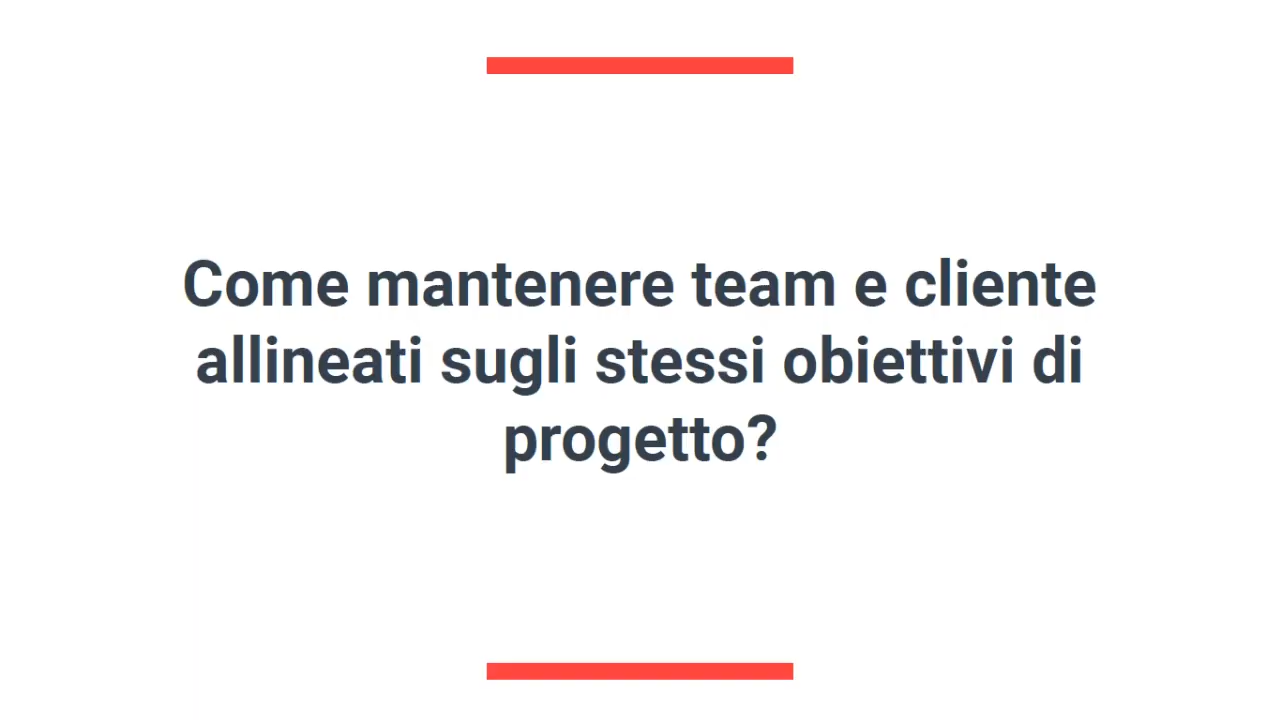 Come mantenere team e cliente
allineati sugli stessi obiettivi di
progetto?